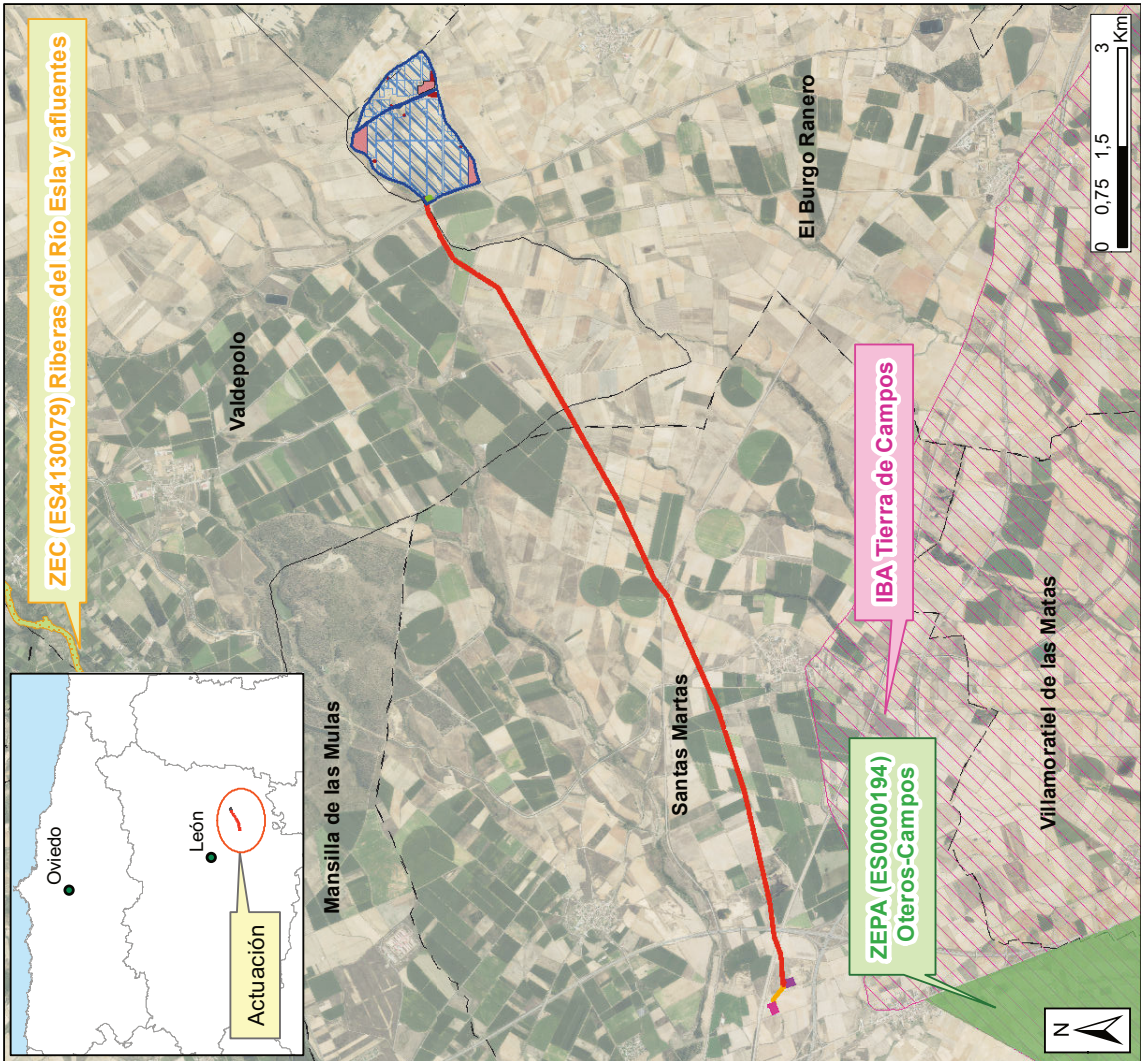 ZEC (ES4130079) Riberas del Río Esla y afluentes
Oviedo
León
Actuación
Valdepolo
Mansilla de las Mulas
Santas Martas
El Burgo Ranero
IBA Tierra de Campos
ZEPA (ES0000194)
Oteros-Campos
Villamoratiel de las Matas
0 0,75 1,5 3
Km
N